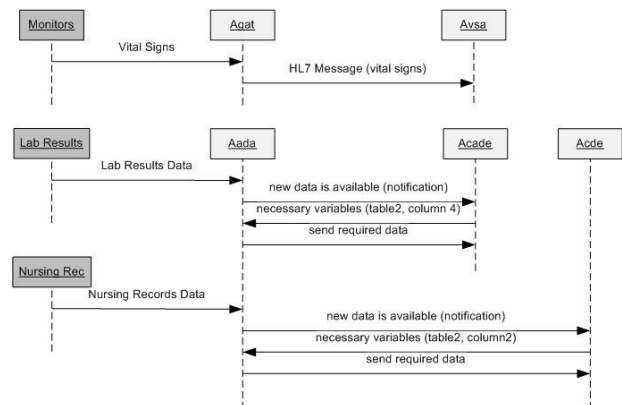 Monitors
Agat
Avsa
Vital Signs
HL7 Message (vital signs)
Lab Results
Aada
Acade
Acde
Lab Results Data
new data is available (notification)
necessary variables (table2, column 4)
send required data
Nursing Rec
Nursing Records Data
new data is available (notification)
necessary variables (table2, column2)
send required data